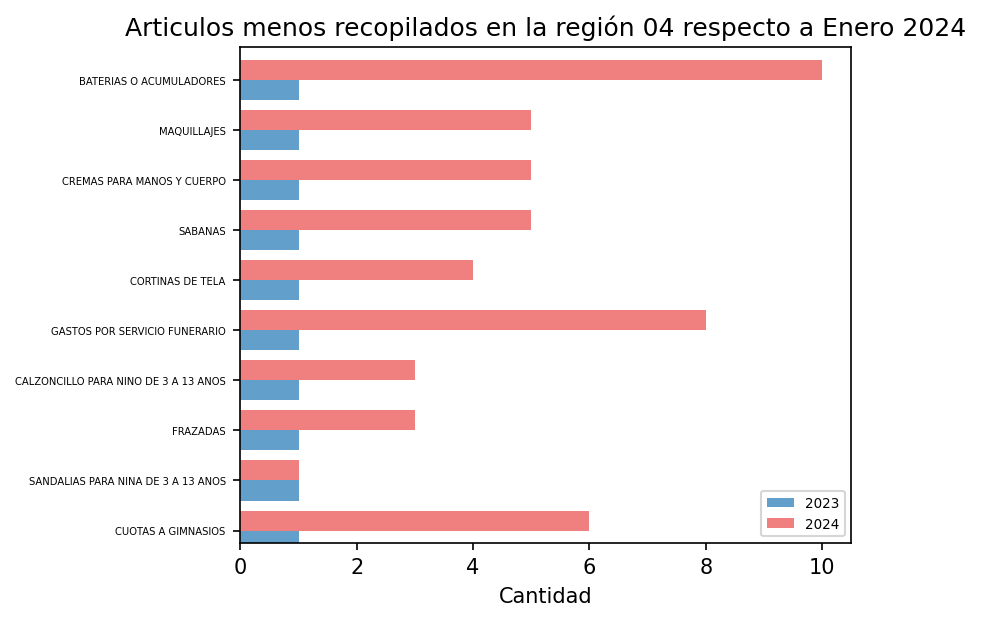 Articulos menos recopilados en la región 04 respecto a Enero 2024
BATERIAS O ACUMULADORES
MAQUILLAJES
CREMAS PARA MANOS Y CUERPO
SABANAS
CORTINAS DE TELA
GASTOS POR SERVICIO FUNERARIO
CALZONCILLO PARA NINO DE 3 A 13 ANOS
FRAZADAS
SANDALIAS PARA NINA DE 3 A 13 ANOS
CUOTAS A GIMNASIOS
2023
2024
0 2 4 6 8 10
Cantidad